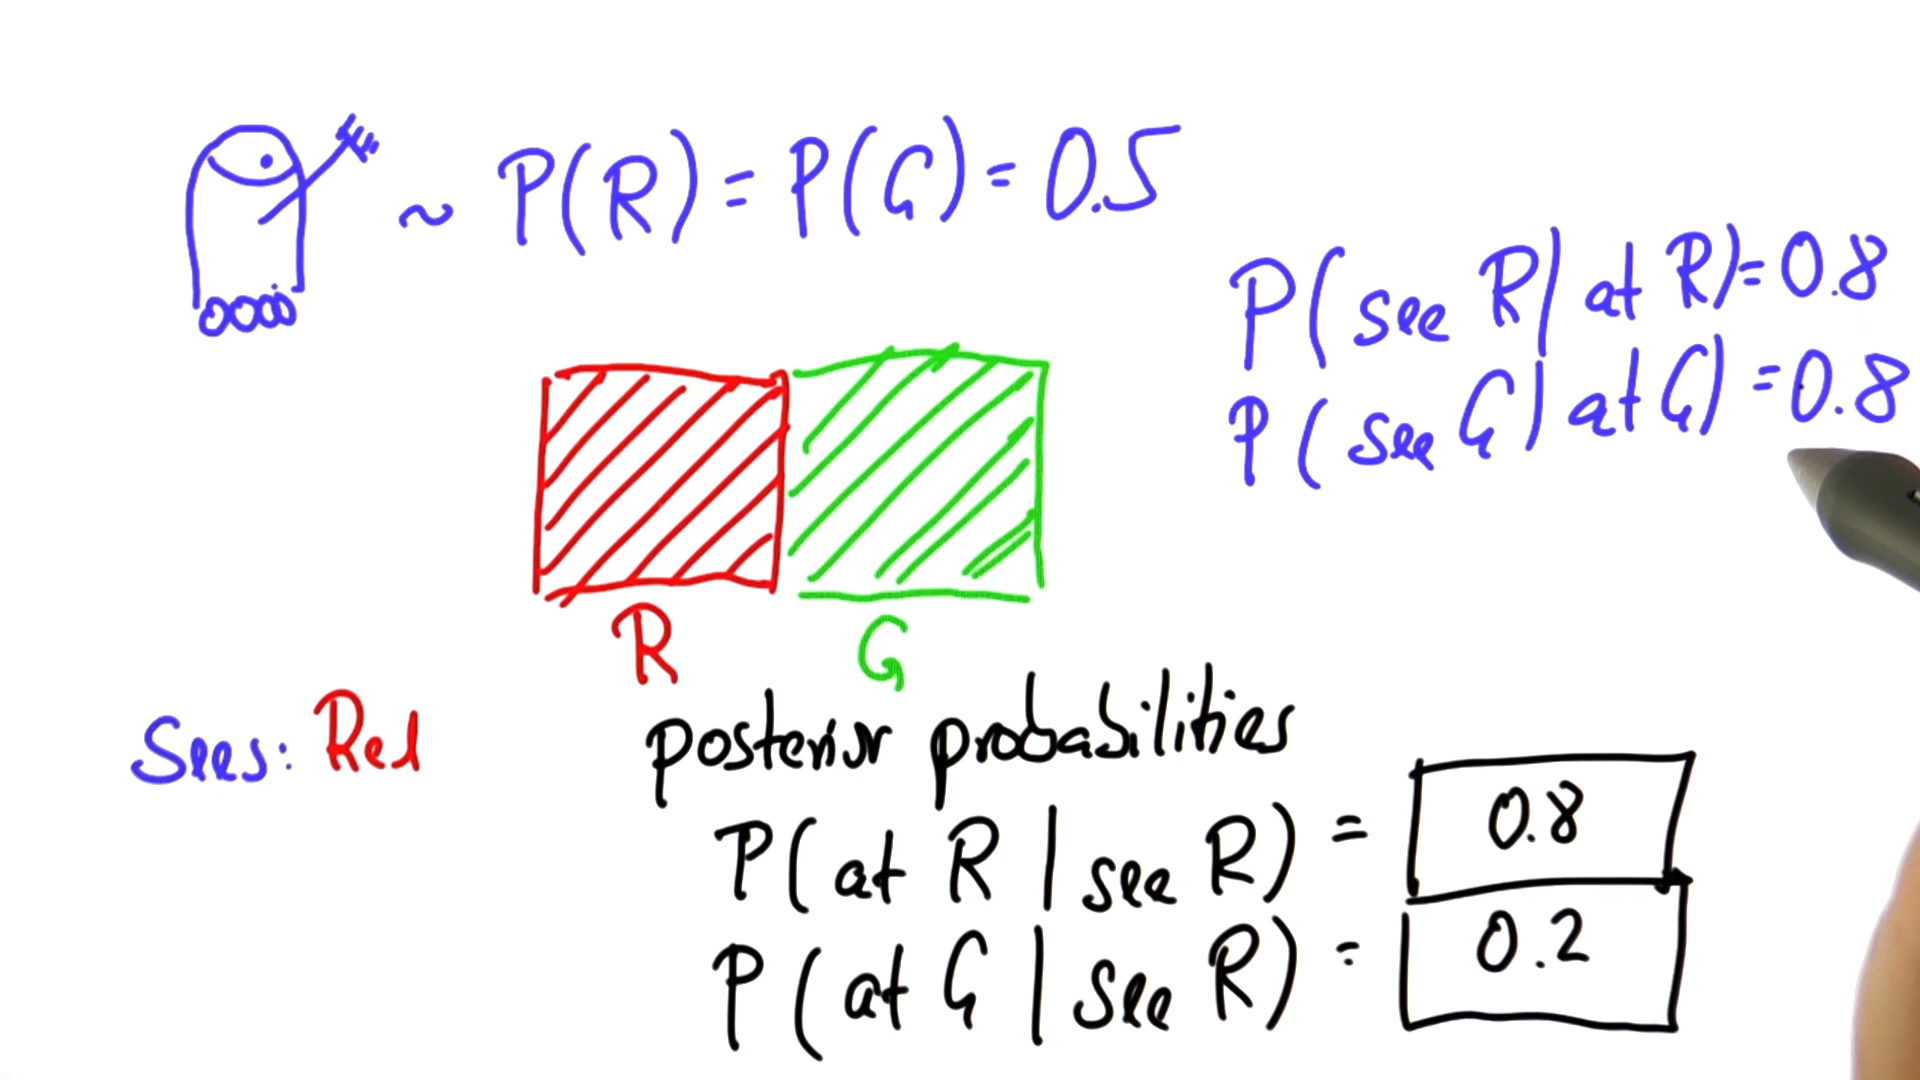 ~ P(R) = P(G) = 0.5
P(see R|at R)=0.8
P(see G|at G)=0.8
R G
Sees: Red
posterior probabilities
P(at R|see R) = 0.8
P(at G|see R) = 0.2